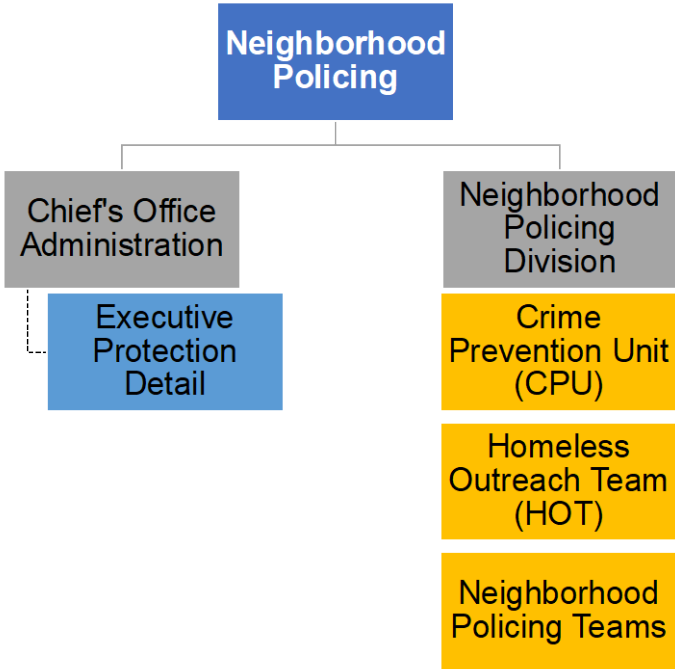 Neighborhood
Policing
Chief's Office
Administration
Executive
Protection
Detail
Neighborhood
Policing
Division
Crime
Prevention Unit
(CPU)
Homeless
Outreach Team
(HOT)
Neighborhood
Policing Teams